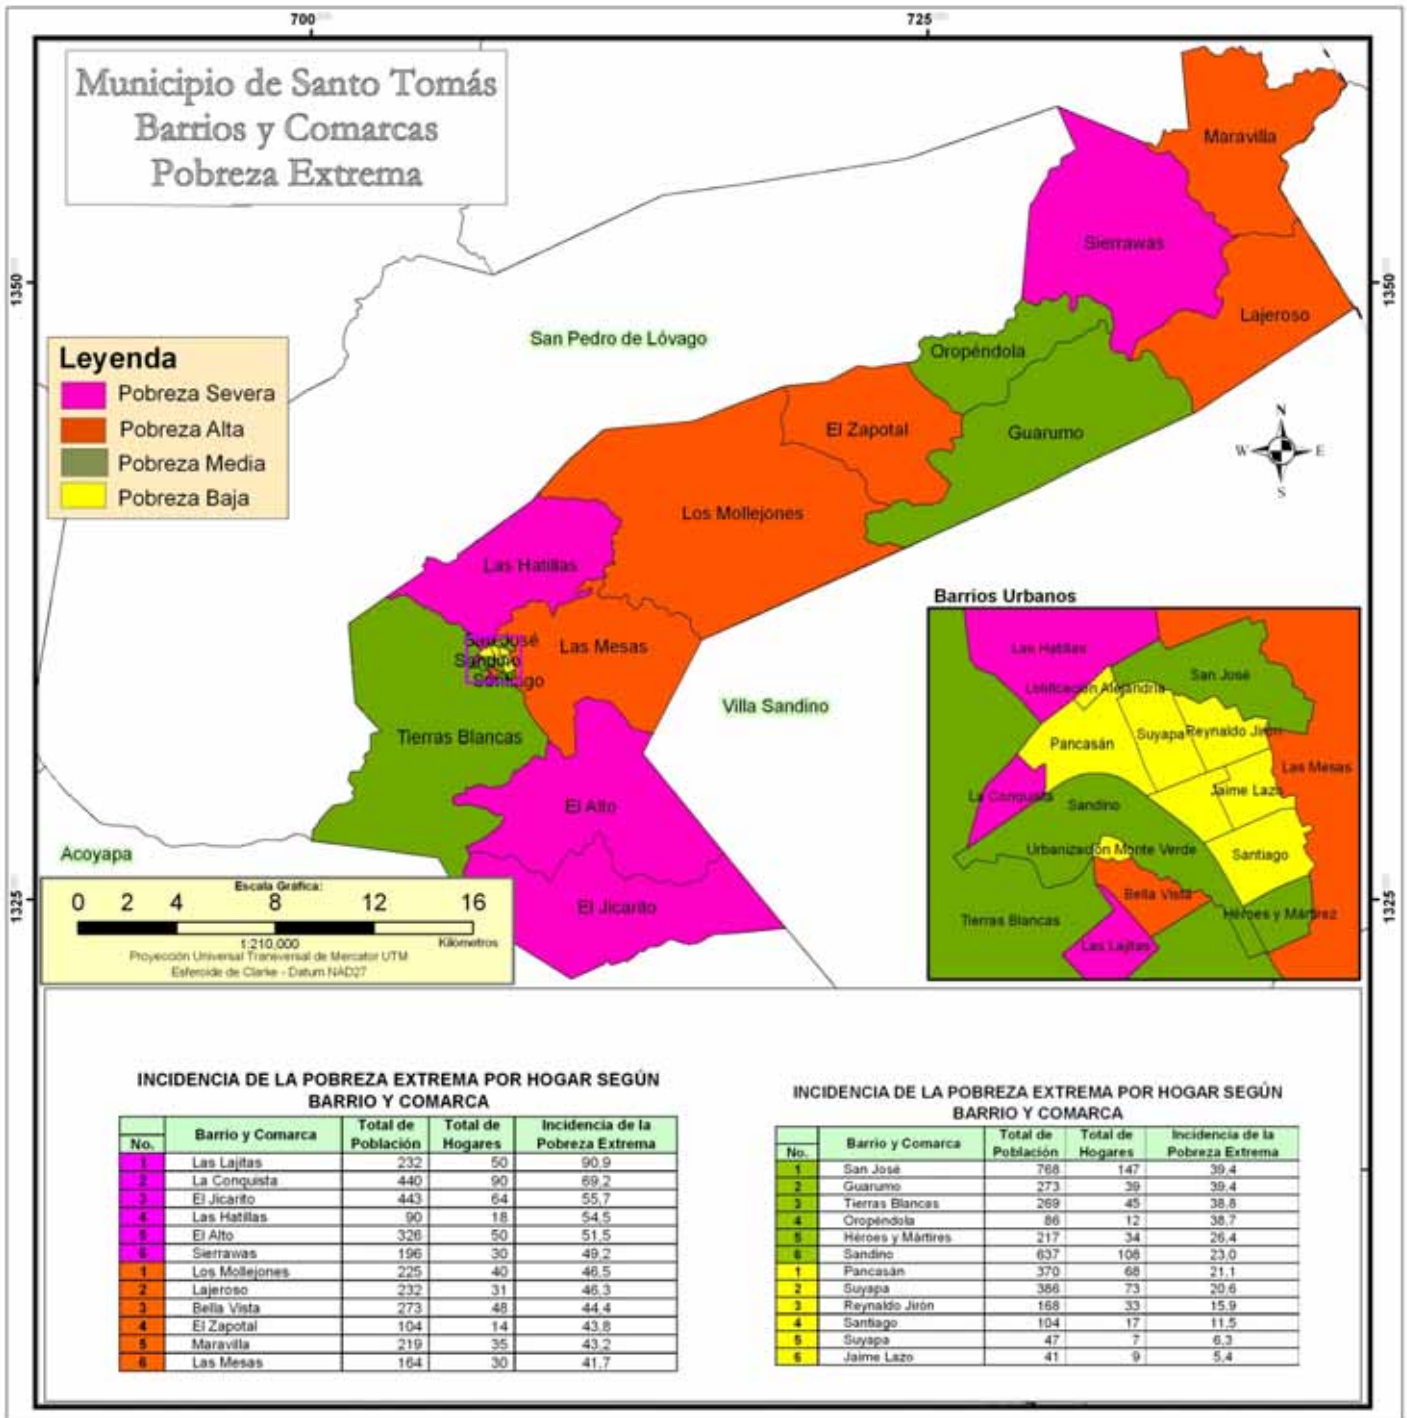 700
725
Municipio de Santo Tomás
Barrios y Comarcas
Pobreza Extrema
Maravilla
Sierrawas
1350
1350
Lajeroso
San Pedro de Lóvago
Oropéndola
Leyenda
Pobreza Severa
Pobreza Alta
Pobreza Media
Pobreza Baja
El Zapotal
Guarumo
N
W E
S
Los Mollejones
Las Hatillas
San José
Sandino
Santiago
Las Mesas
Villa Sandino
Tierras Blancas
El Alto
Acoyapa
El Jicarito
Barrios Urbanos
Las Hatillas
San José
Lotificación Alejandría
Suyapa
Reynaldo Jirón
Pancasán
Las Mesas
La Conquista
Sandino
Jaime Lazo
Urbanización Monte Verde
Santiago
Bella Vista
Tierras Blancas
Héroes y Mártirez
Las Lajitas
1325
1325
Escala Gráfica:
0 2 4 8 12 16
1:210,000 Kilometros
Proyección Universal Transversal de Mercator UTM
Esferoide de Clarke - Datum NAD27
INCIDENCIA DE LA POBREZA EXTREMA POR HOGAR SEGÚN
BARRIO Y COMARCA
No. Barrio y Comarca Total de Población Total de Hogares Incidencia de la Pobreza Extrema
1 Las Lajitas 232 50 90,9
2 La Conquista 440 90 69,2
3 El Jicarito 443 64 55,7
4 Las Hatillas 90 18 54,5
5 El Alto 326 50 51,5
6 Sierrawas 196 30 49,2
1 Los Mollejones 225 40 46,5
2 Lajeroso 232 31 46,3
3 Bella Vista 273 48 44,4
4 El Zapotal 104 14 43,8
5 Maravilla 219 35 43,2
6 Las Mesas 164 30 41,7
INCIDENCIA DE LA POBREZA EXTREMA POR HOGAR SEGÚN
BARRIO Y COMARCA
No. Barrio y Comarca Total de Población Total de Hogares Incidencia de la Pobreza Extrema
1 San José 768 147 39,4
2 Guarumo 273 39 39,4
3 Tierras Blancas 269 45 38,8
4 Oropéndola 86 12 38,7
5 Héroes y Mártires 217 34 26,4
6 Sandino 637 108 23,0
1 Pancasán 370 68 21,1
2 Suyapa 386 73 20,6
3 Reynaldo Jirón 168 33 15,9
4 Santiago 104 17 11,5
5 Suyapa 47 7 6,3
6 Jaime Lazo 41 9 5,4